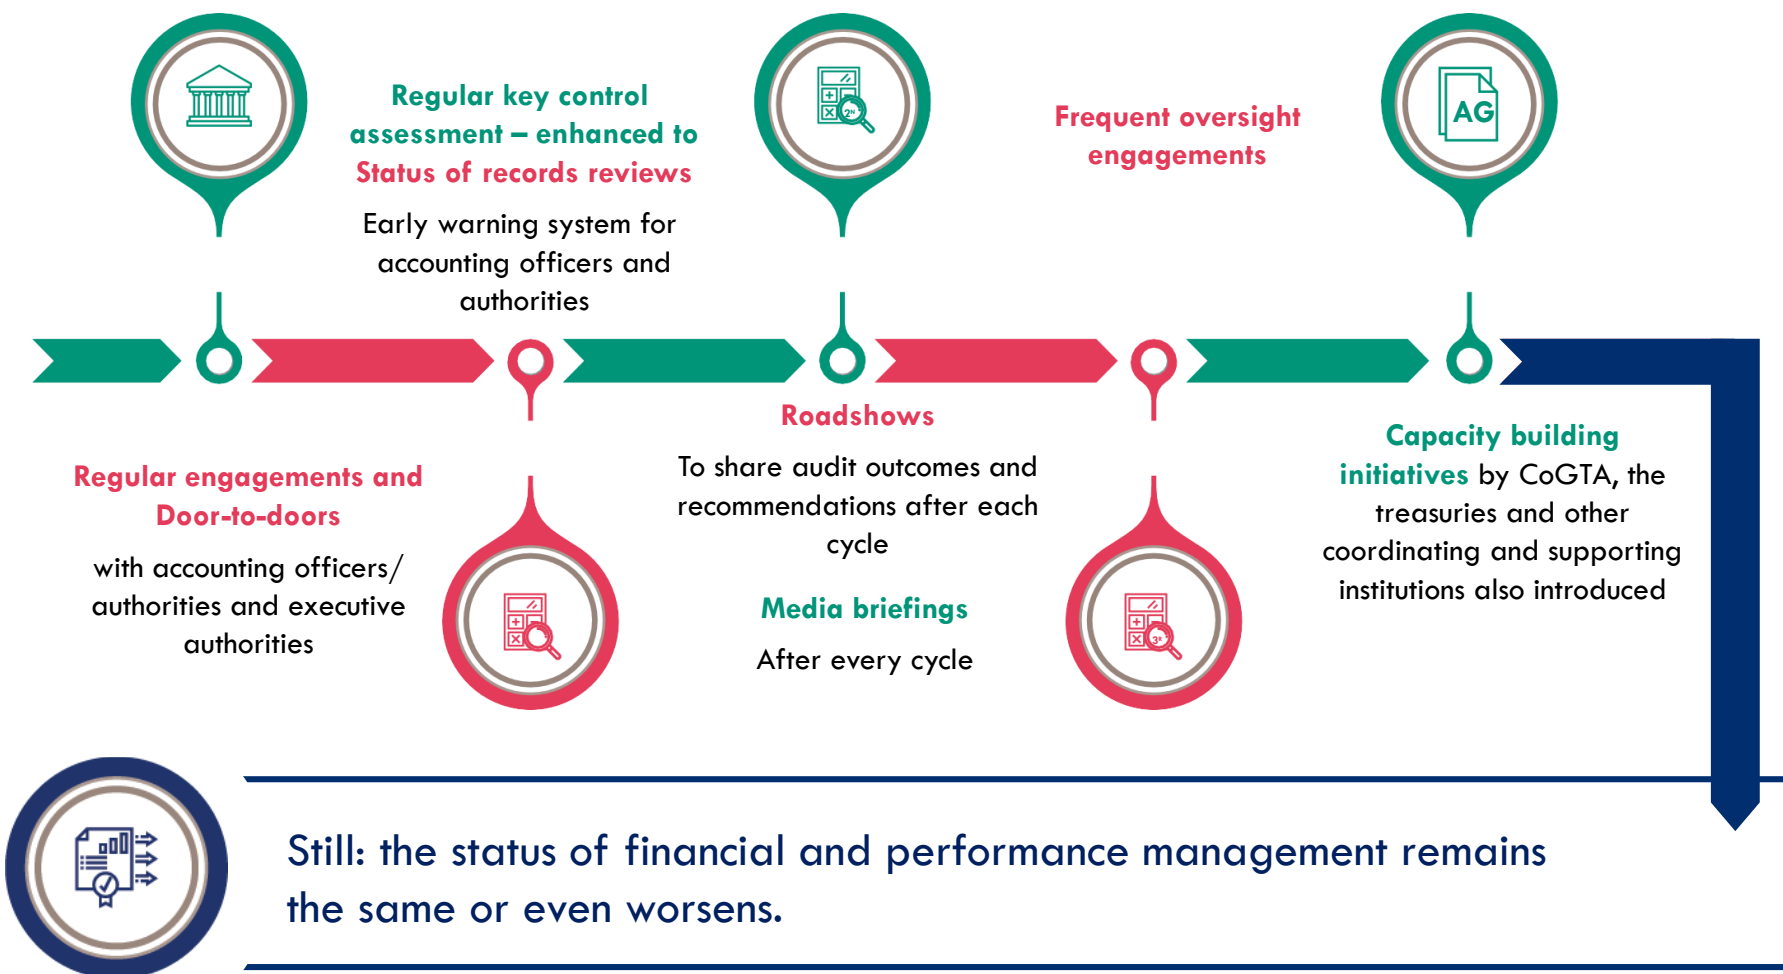 Regular engagements and
Door-to-doors
with accounting officers/
authorities and executive
authorities
Regular key control
assessment – enhanced to
Status of records reviews
Early warning system for
accounting officers and
authorities
2ᴺ
Roadshows
To share audit outcomes and
recommendations after each
cycle
Media briefings
After every cycle
Frequent oversight
engagements
3ᴿ
AG
Capacity building
initiatives by CoGTA, the
treasuries and other
coordinating and supporting
institutions also introduced
Still: the status of financial and performance management remains
the same or even worsens.